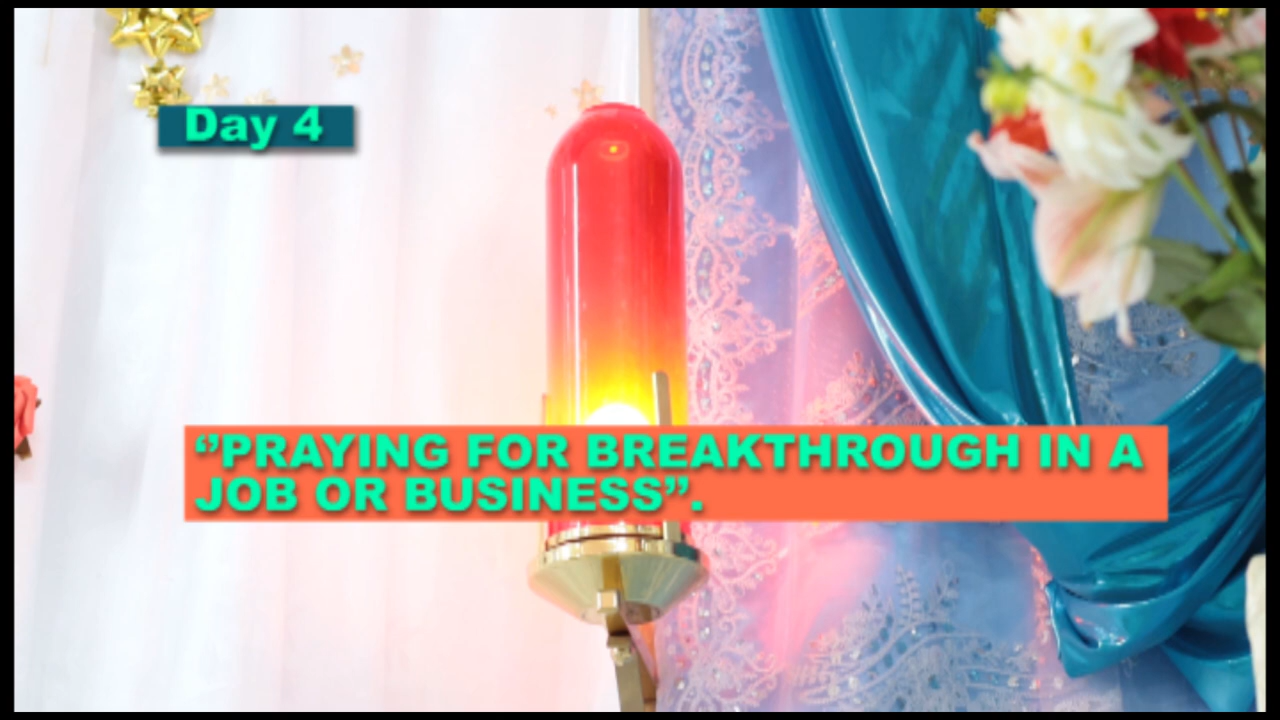 Day 4
‘’PRAYING FOR BREAKTHROUGH IN A
JOB OR BUSINESS”.